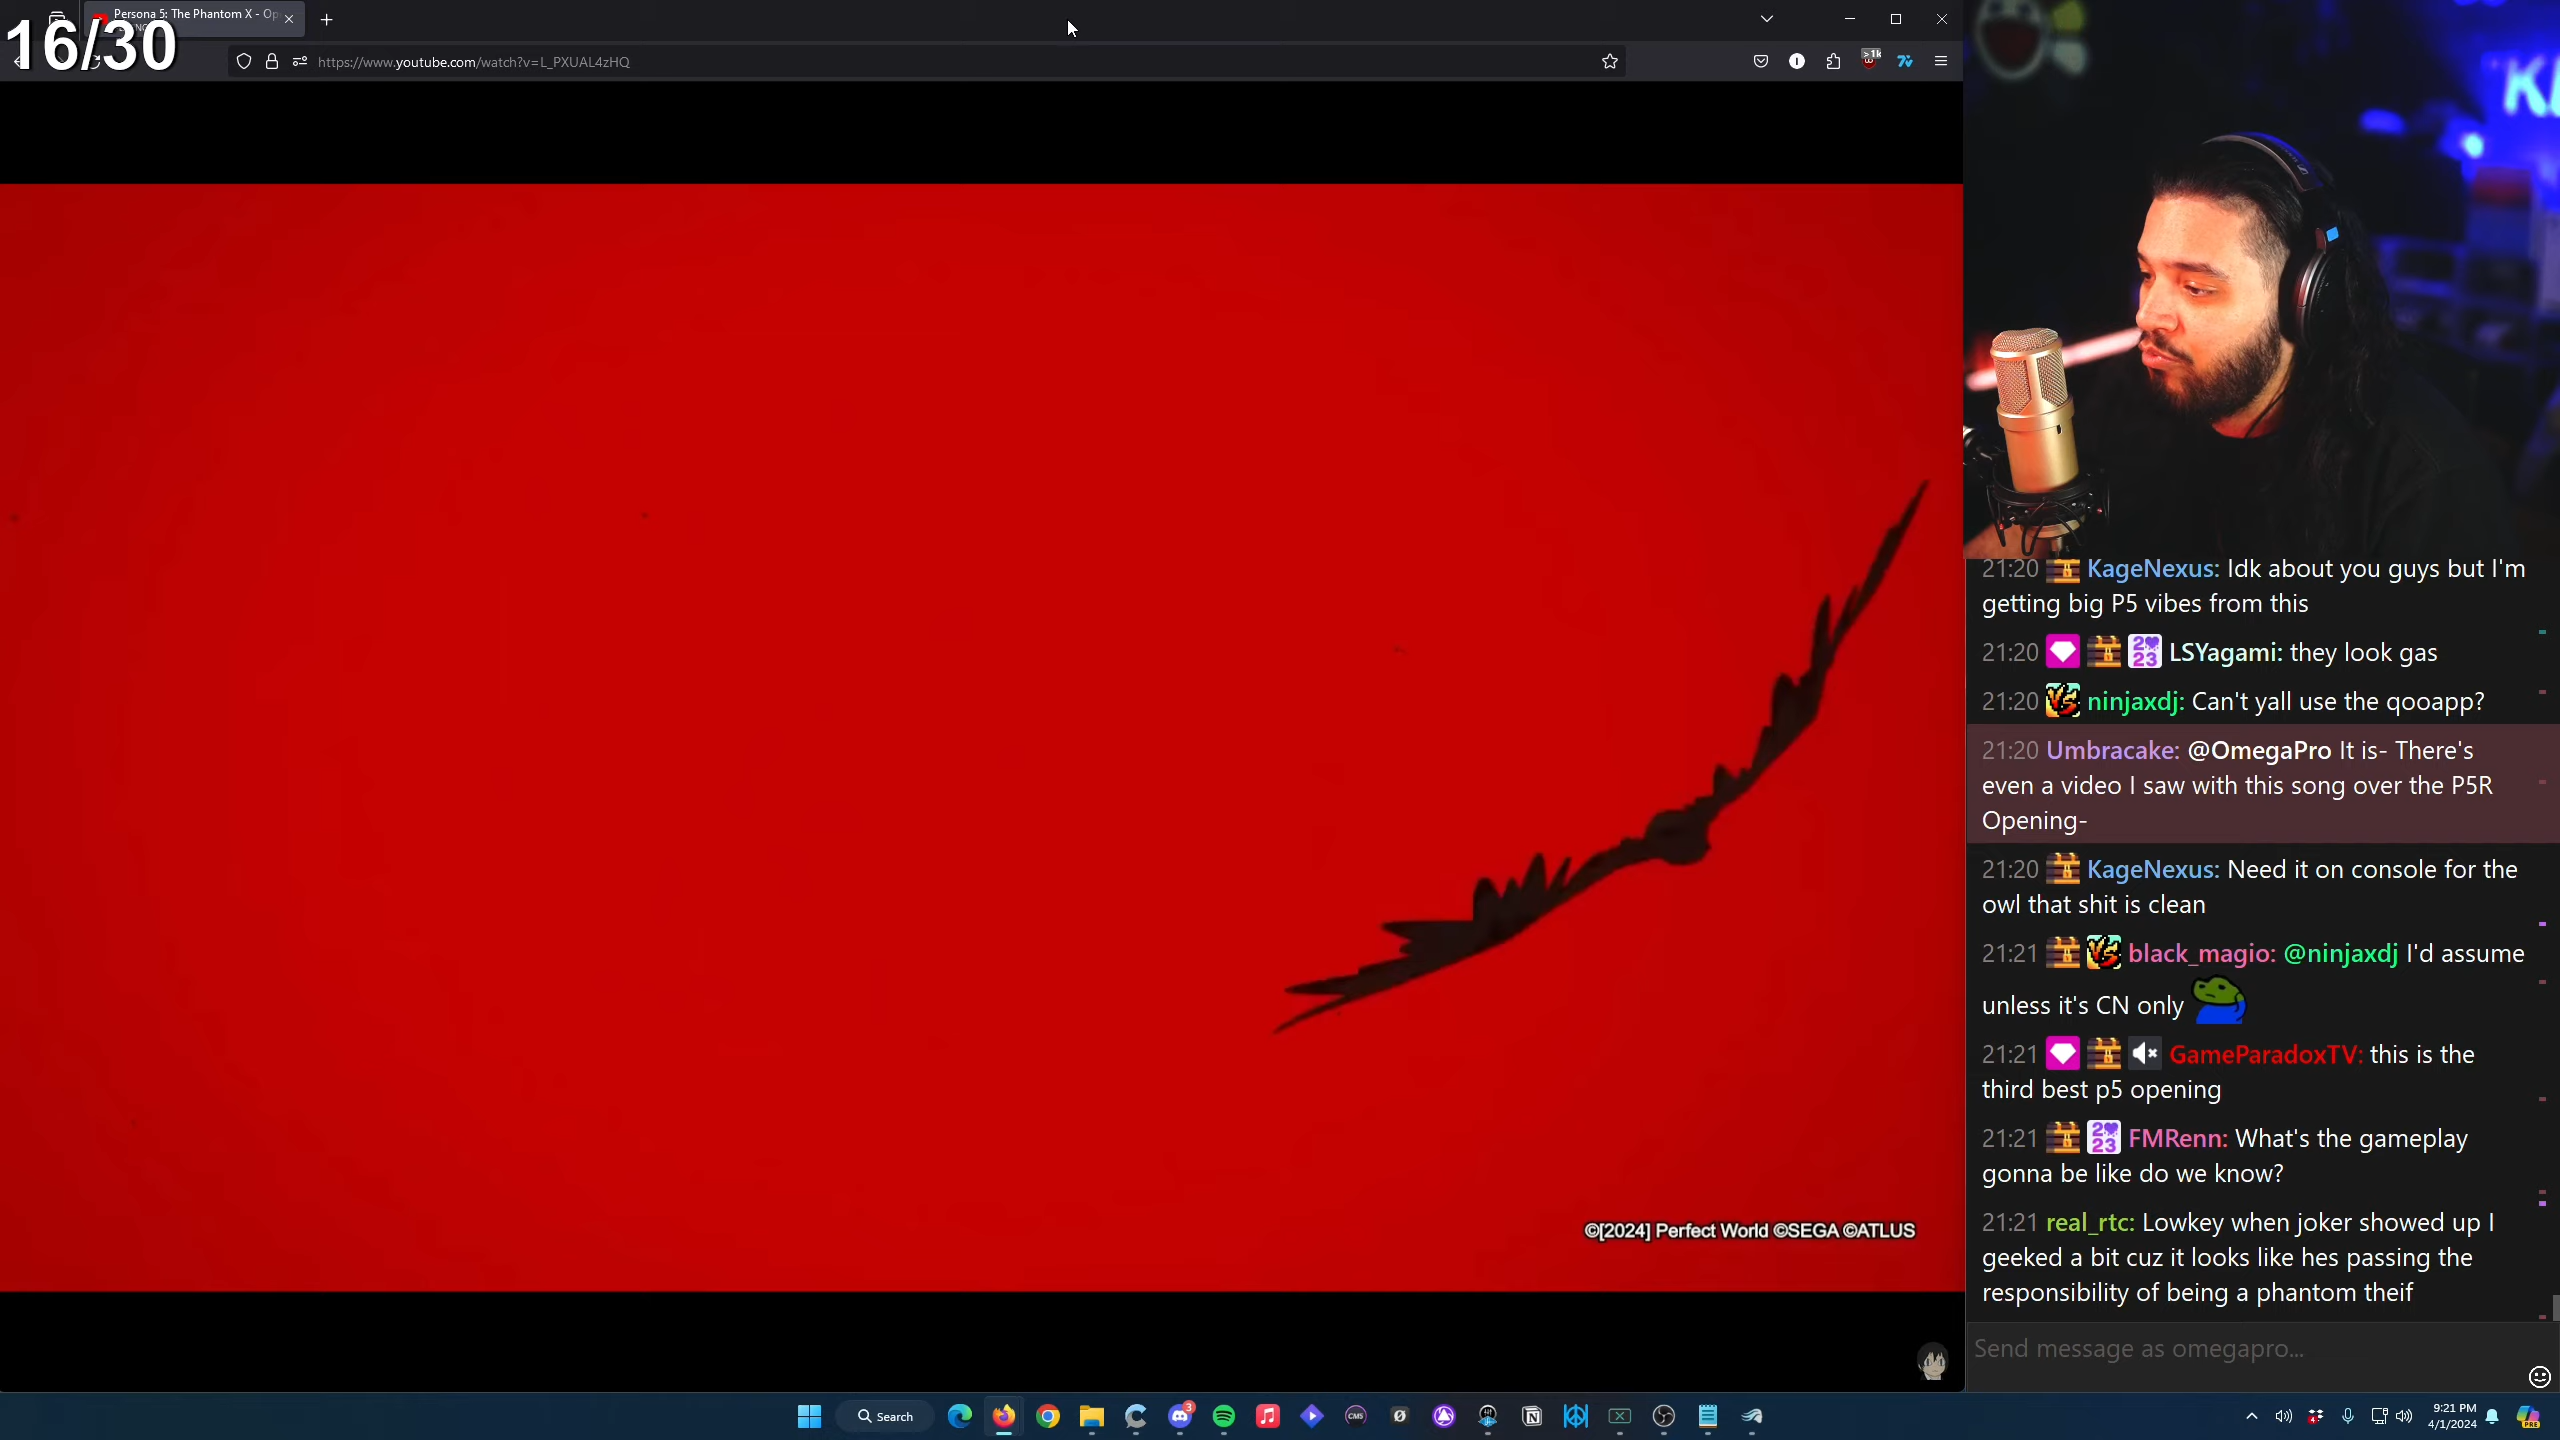 Persona 5: The Phantom X - Op
16/30
https://www.youtube.com/watch?v=L_PXUAL4zHQ
>1k
©[2024] Perfect World ©SEGA ©ATLUS
21:20 KageNexus: Idk about you guys but I'm
getting big P5 vibes from this
21:20 LSYagami: they look gas
21:20 ninjaxdj: Can't yall use the qooapp?
21:20 Umbracake: @OmegaPro It is- There's
even a video I saw with this song over the P5R
Opening-
21:20 KageNexus: Need it on console for the
owl that shit is clean
21:21 black_magio: @ninjaxdj I'd assume
unless it's CN only
21:21 GameParadoxTV: this is the
third best p5 opening
21:21 FMRenn: What's the gameplay
gonna be like do we know?
21:21 real_rtc: Lowkey when joker showed up I
geeked a bit cuz it looks like hes passing the
responsibility of being a phantom theif
Send message as omegapro...
Search
3
CMS
9:21 PM
4/1/2024
PRE